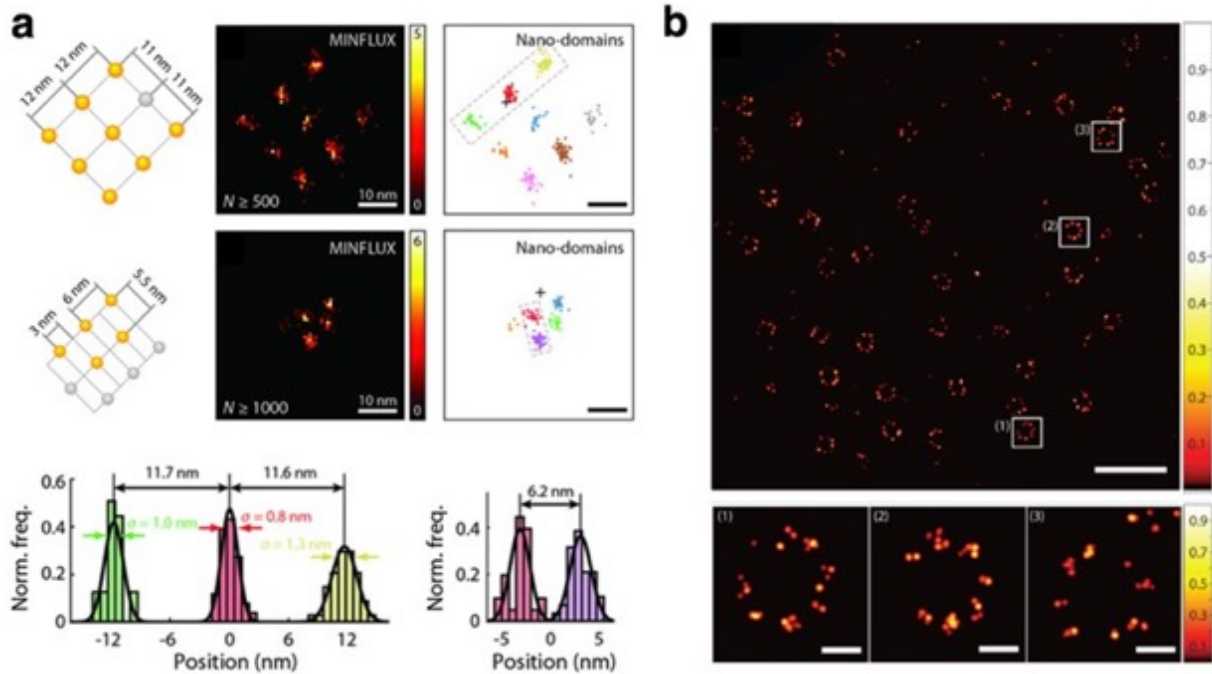 a
12 nm
12 nm
11 nm
11 nm
MINFLUX
N ≥ 500
10 nm
5
0
Nano-domains
3 nm
6 nm
5.5 nm
MINFLUX
N ≥ 1000
10 nm
6
0
Nano-domains
11.7 nm
11.6 nm
σ = 1.0 nm
σ = 0.8 nm
σ = 1.3 nm
Norm. freq.
0.6
0.4
0.2
0
-12
-6
0
6
12
Position (nm)
6.2 nm
Norm. freq.
0.4
0.2
0
-5
0
5
Position (nm)
b
(3)
(2)
(1)
0.9
0.8
0.7
0.6
0.5
0.4
0.3
0.2
0.1
(1)
(2)
(3)
0.9
0.7
0.5
0.3
0.1